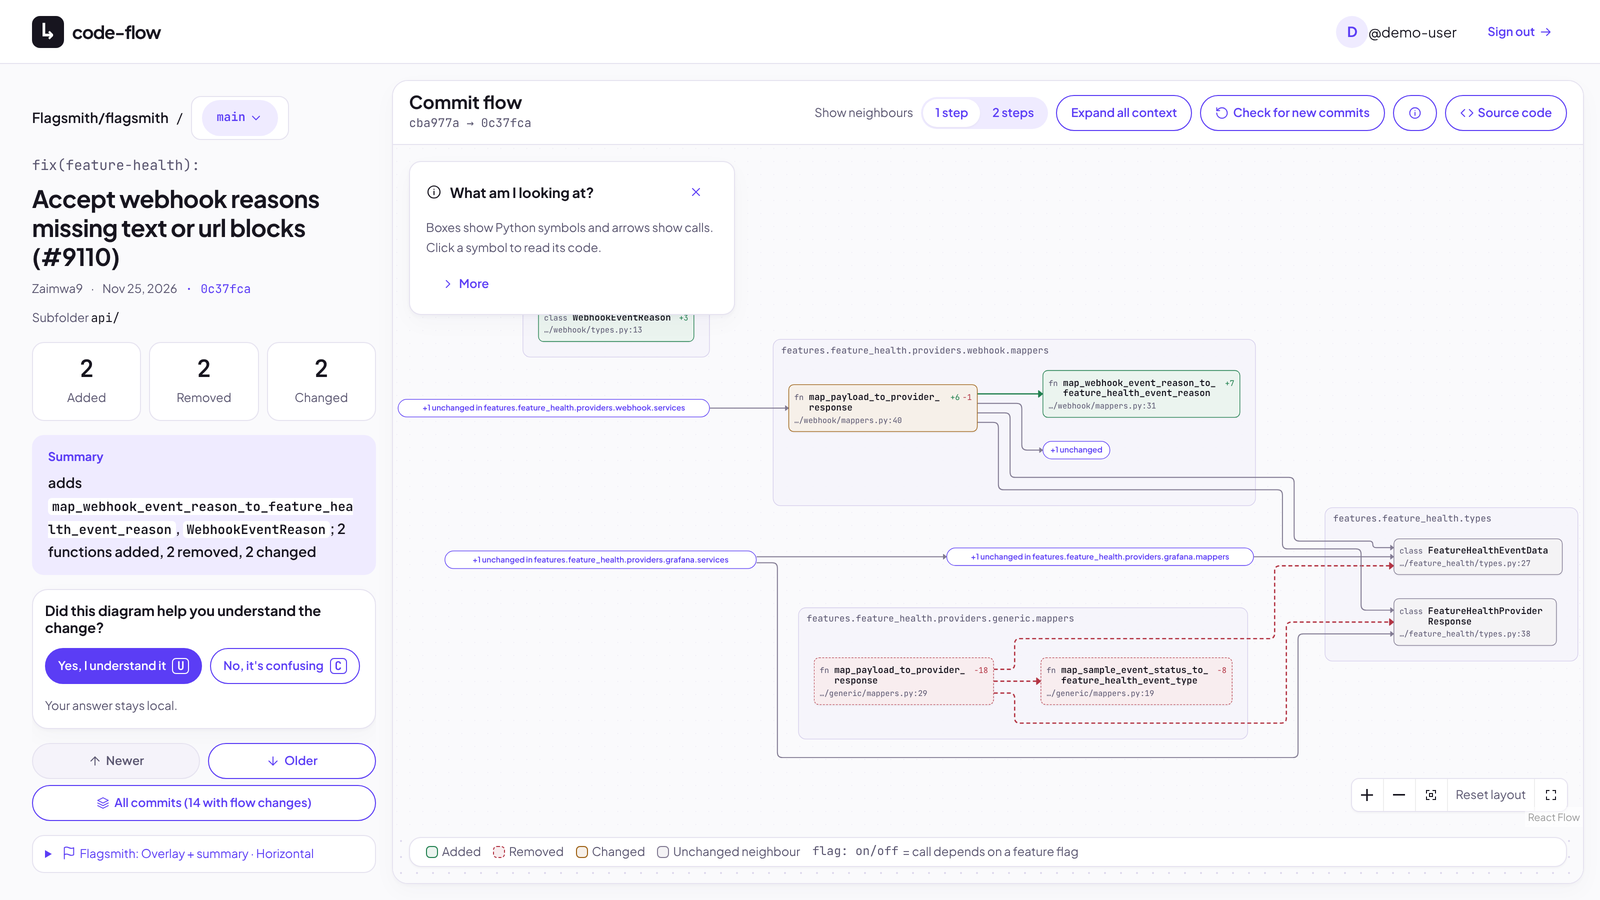 code-flow
D @demo-user
Sign out →
Flagsmith/flagsmith / main
fix(feature-health):
Accept webhook reasons
missing text or url blocks
(#9110)
Zaimwa9 · Nov 25, 2026 · 0c37fca
Subfolder api/
2 Added
2 Removed
2 Changed
Summary
adds
map_webhook_event_reason_to_feature_hea
lth_event_reason , WebhookEventReason ; 2
functions added, 2 removed, 2 changed
Did this diagram help you understand the
change?
Yes, I understand it U
No, it's confusing C
Your answer stays local.
↑ Newer
↓ Older
All commits (14 with flow changes)
Flagsmith: Overlay + summary · Horizontal
Commit flow
cba977a → 0c37fca
Show neighbours 1 step 2 steps
Expand all context
Check for new commits
Source code
What am I looking at?
Boxes show Python symbols and arrows show calls.
Click a symbol to read its code.
More
class WebhookEventReason +3
…/webhook/types.py:13
features.feature_health.providers.webhook.mappers
fn map_payload_to_provider_ +6 -1
response
…/webhook/mappers.py:40
fn map_webhook_event_reason_to_ +7
feature_health_event_reason
…/webhook/mappers.py:31
+1 unchanged in features.feature_health.providers.webhook.services
+1 unchanged
features.feature_health.types
class FeatureHealthEventData
…/feature_health/types.py:27
class FeatureHealthProvider
Response
…/feature_health/types.py:38
+1 unchanged in features.feature_health.providers.grafana.services
+1 unchanged in features.feature_health.providers.grafana.mappers
features.feature_health.providers.generic.mappers
fn map_payload_to_provider_ -18
response
…/generic/mappers.py:29
fn map_sample_event_status_to_ -8
feature_health_event_type
…/generic/mappers.py:19
Reset layout
React Flow
Added Removed Changed Unchanged neighbour flag: on/off = call depends on a feature flag